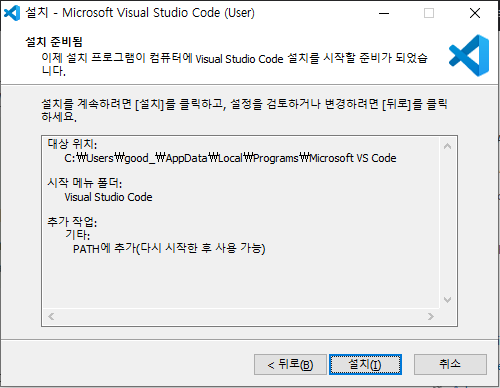 설치 - Microsoft Visual Studio Code (User)
설치 준비됨
이제 설치 프로그램이 컴퓨터에 Visual Studio Code 설치를 시작할 준비가 되었습
니다.
설치를 계속하려면 [설치]를 클릭하고, 설정을 검토하거나 변경하려면 [뒤로]를 클릭
하세요.
대상 위치:
C:₩Users₩good_₩AppData₩Local₩Programs₩Microsoft VS Code
시작 메뉴 폴더:
Visual Studio Code
추가 작업:
기타:
PATH에 추가(다시 시작한 후 사용 가능)
< 뒤로(B) 설치(I) 취소